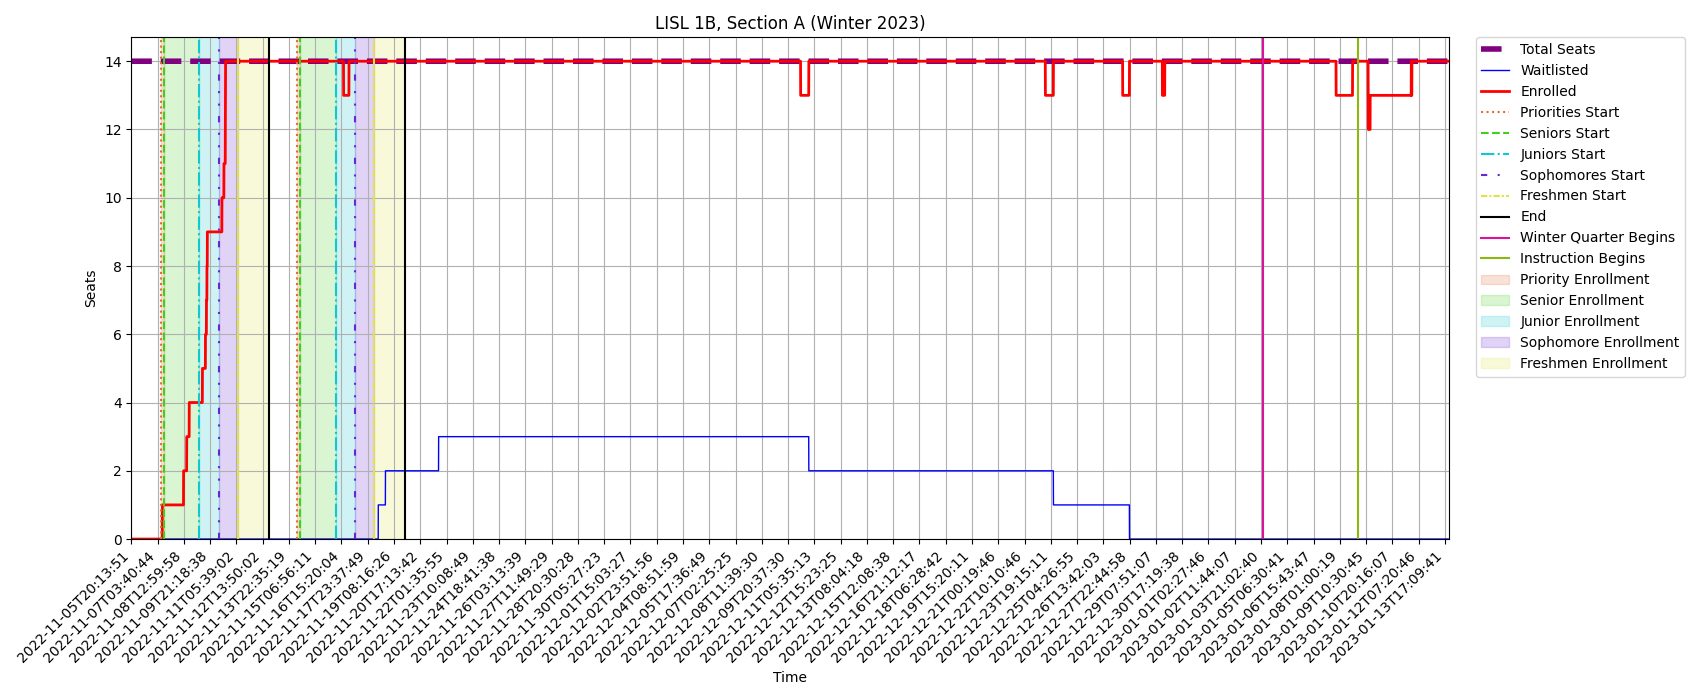 LISL 1B, Section A (Winter 2023)
Seats
14
12
10
8
6
4
2
0
2022-11-05T20:13:51
2022-11-07T03:40:44
2022-11-08T12:59:58
2022-11-09T21:18:38
2022-11-11T05:39:02
2022-11-12T13:50:02
2022-11-13T22:35:19
2022-11-15T06:56:11
2022-11-16T15:20:04
2022-11-17T23:37:49
2022-11-19T08:16:26
2022-11-20T17:13:42
2022-11-22T01:35:55
2022-11-23T10:08:49
2022-11-24T18:41:38
2022-11-26T03:13:39
2022-11-27T11:49:29
2022-11-28T20:30:28
2022-11-30T05:27:23
2022-12-01T15:03:27
2022-12-02T23:51:56
2022-12-04T08:51:59
2022-12-05T17:36:49
2022-12-07T02:25:25
2022-12-08T11:39:30
2022-12-09T20:37:30
2022-12-11T05:35:13
2022-12-12T15:23:25
2022-12-13T08:04:18
2022-12-15T12:08:38
2022-12-16T21:12:17
2022-12-18T06:28:42
2022-12-19T15:20:11
2022-12-21T00:19:46
2022-12-22T10:10:46
2022-12-23T19:15:11
2022-12-25T04:26:55
2022-12-26T13:42:03
2022-12-27T22:44:58
2022-12-29T07:51:07
2022-12-30T17:19:38
2023-01-01T02:27:46
2023-01-02T11:44:07
2023-01-03T21:02:40
2023-01-05T06:30:41
2023-01-06T15:43:47
2023-01-08T01:00:19
2023-01-09T10:30:45
2023-01-10T20:16:07
2023-01-12T07:20:46
2023-01-13T17:09:41
Time
Total Seats
Waitlisted
Enrolled
Priorities Start
Seniors Start
Juniors Start
Sophomores Start
Freshmen Start
End
Winter Quarter Begins
Instruction Begins
Priority Enrollment
Senior Enrollment
Junior Enrollment
Sophomore Enrollment
Freshmen Enrollment